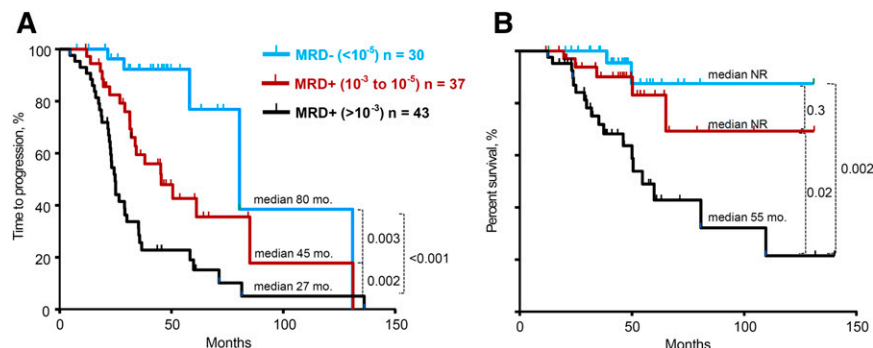 A
Time to progression, %
100
80
60
40
20
0
MRD- (<10⁻⁵) n = 30
MRD+ (10⁻³ to 10⁻⁵) n = 37
MRD+ (>10⁻³) n = 43
median 80 mo.
median 45 mo.
median 27 mo.
0.003
0.002
<0.001
0 50 100 150
Months
B
Percent survival, %
median NR
median NR
median 55 mo.
0.3
0.02
0.002
0 50 100 150
Months